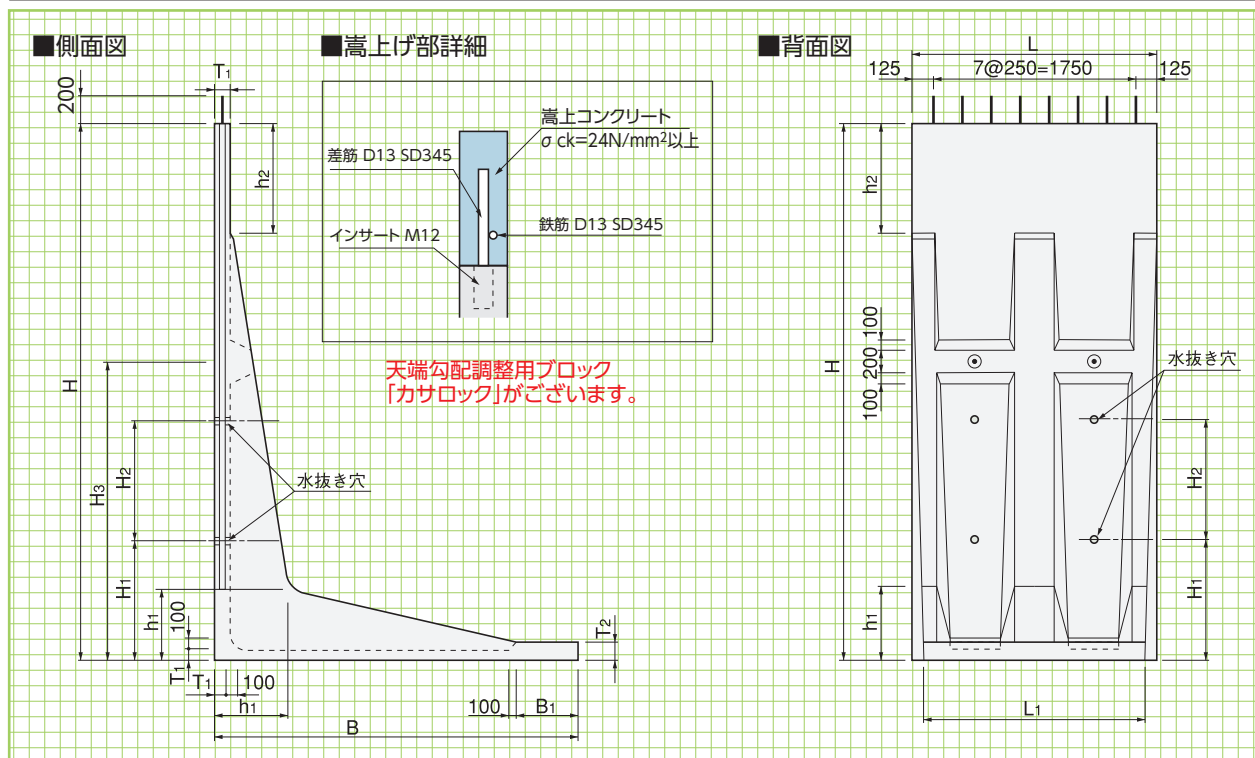 ■側面図
T1
200
H
h2
H3
H2
H1
h1
100
T1
水抜き穴
T1
100
h1
100
B1
B
T2
■嵩上げ部詳細
嵩上コンクリート
σck=24N/mm²以上
差筋 D13 SD345
鉄筋 D13 SD345
インサート M12
天端勾配調整用ブロック
「カサロック」がございます。
■背面図
L
125
7@250=1750
125
h2
H
100
200
100
水抜き穴
H2
H1
h1
L1